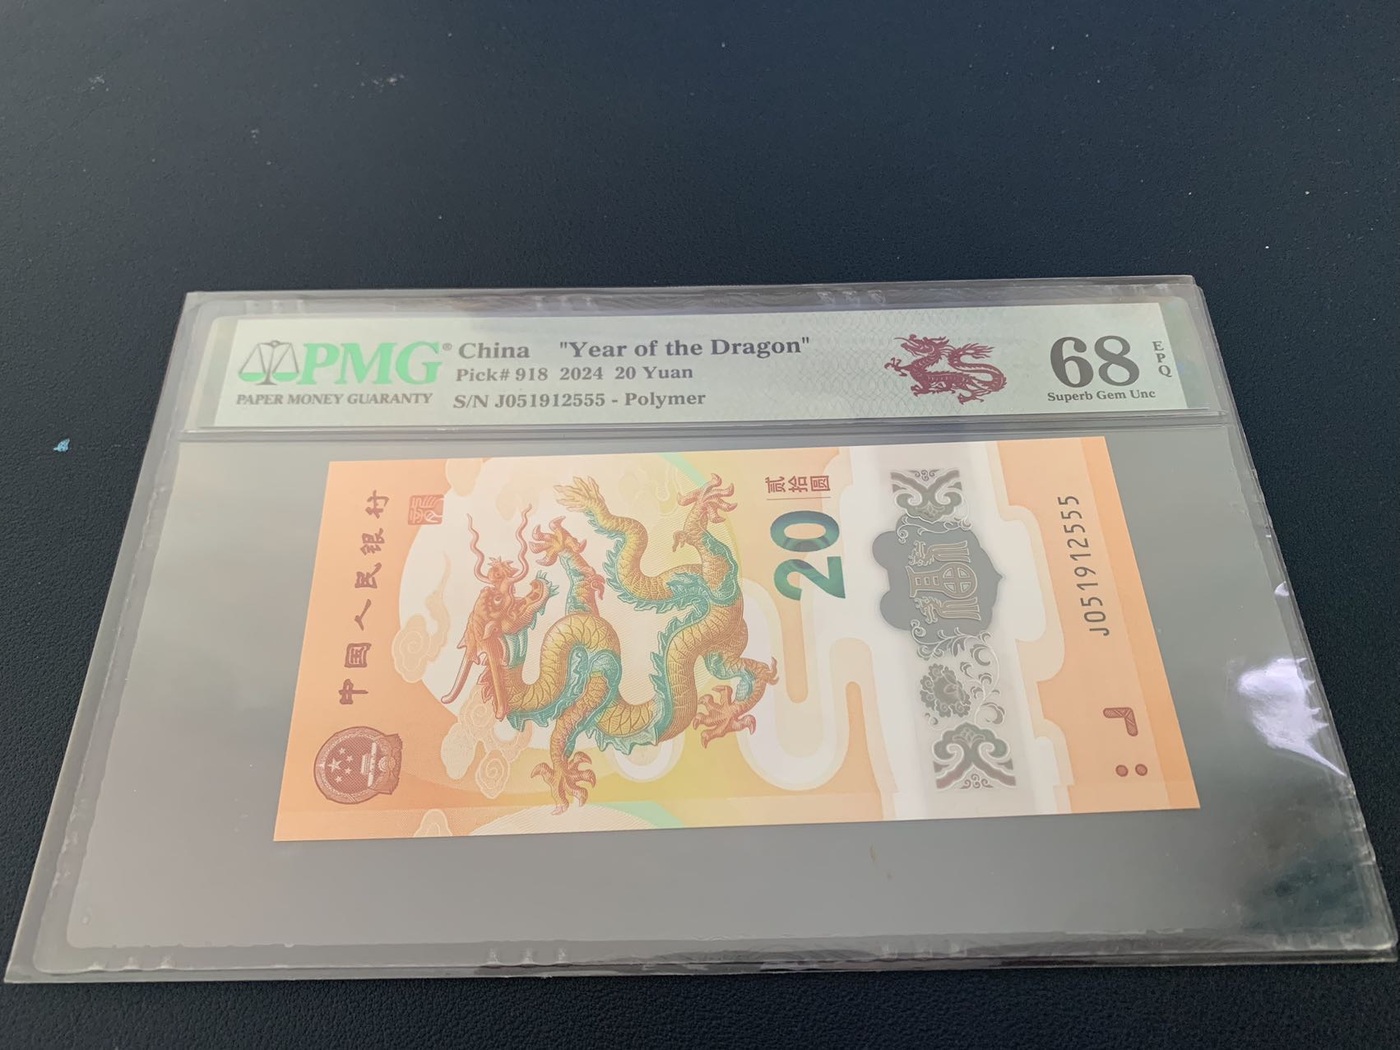 PMG® China "Year of the Dragon"
PAPER MONEY GUARANTY
Pick# 918 2024 20 Yuan
S/N J051912555 - Polymer
68
EPQ
Superb Gem Unc
中国人民银行
贰拾圆
20
J051912555